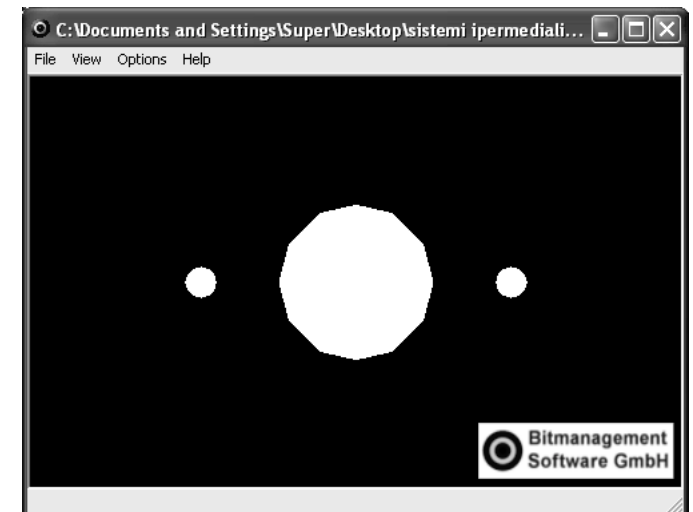 C:\Documents and Settings\Super\Desktop\sistemi ipermediali...
File View Options Help
Bitmanagement
Software GmbH